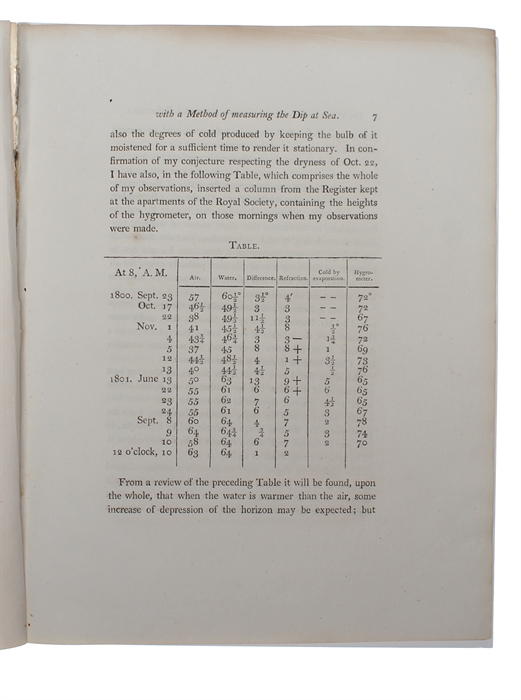 with a Method of measuring the Dip at Sea. 7
also the degrees of cold produced by keeping the bulb of it
moistened for a sufficient time to render it stationary. In con-
firmation of my conjecture respecting the dryness of Oct. 22,
I have also, in the following Table, which comprises the whole
of my observations, inserted a column from the Register kept
at the apartments of the Royal Society, containing the heights
of the hygrometer, on those mornings when my observations
were made.
TABLE.
At 8, A. M. Air. Water. Difference. Refraction. Cold by evaporation. Hygro-meter.
1800. Sept. 23 57 60½° 3½° 4′ – – 72°
Oct. 17 46½ 49½ 3 3 – – 72
22 38 49½ 11½ 3 – – 67
Nov. 1 41 45½ 4½ 8 ½° 76
4 43¾ 46¾ 3 3 – 1¾ 72
5 37 45 8 8 + 1 69
12 44½ 48½ 4 1 + 3½ 73
13 40 44½ 4½ 5 ½ 76
1801. June 13 50 63 13 9 + 5 65
22 55 61 6 6 + 6 65
23 55 62 7 6 4½ 65
24 55 61 6 5 3 67
Sept. 8 60 64 4 7 2 78
9 64 64¾ ¾ 5 3 74
10 58 64 6 7 2 70
12 o'clock, 10 63 64 1 2
From a review of the preceding Table it will be found, upon
the whole, that when the water is warmer than the air, some
increase of depression of the horizon may be expected; but